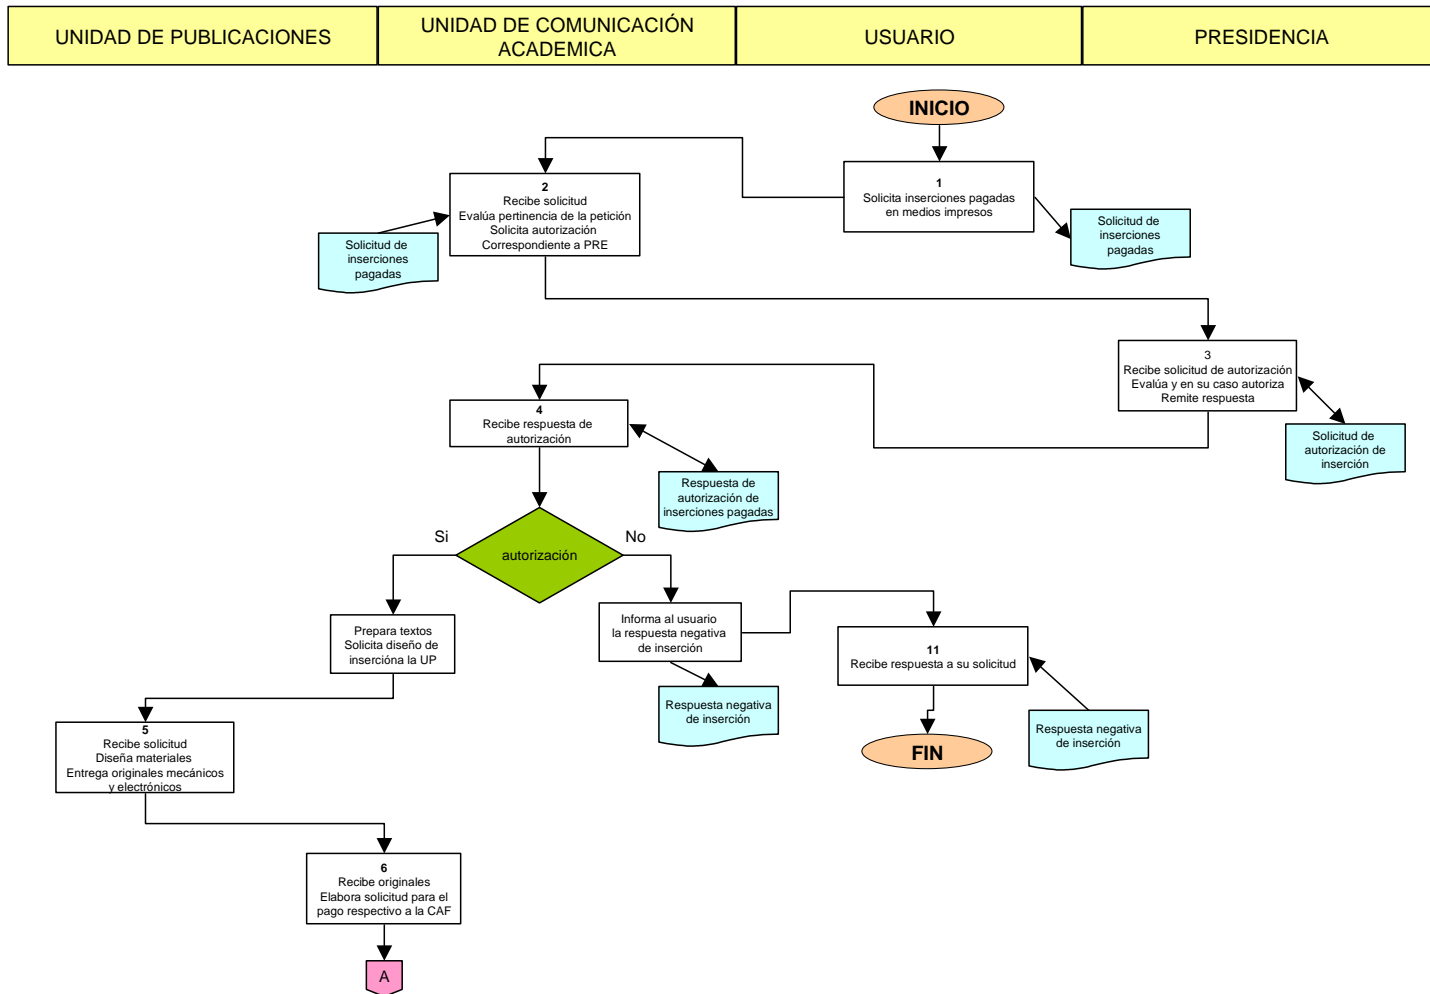 UNIDAD DE PUBLICACIONES
UNIDAD DE COMUNICACIÓN
ACADEMICA
USUARIO
PRESIDENCIA
INICIO
1
Solicita inserciones pagadas
en medios impresos
Solicitud de
inserciones
pagadas
2
Recibe solicitud
Evalúa pertinencia de la petición
Solicita autorización
Correspondiente a PRE
Solicitud de
inserciones
pagadas
3
Recibe solicitud de autorización
Evalúa y en su caso autoriza
Remite respuesta
Solicitud de
autorización de
inserción
4
Recibe respuesta de
autorización
Respuesta de
autorización de
inserciones pagadas
Si
autorización
No
Prepara textos
Solicita diseño de
insercióna la UP
Informa al usuario
la respuesta negativa
de inserción
Respuesta negativa
de inserción
11
Recibe respuesta a su solicitud
Respuesta negativa
de inserción
FIN
5
Recibe solicitud
Diseña materiales
Entrega originales mecánicos
y electrónicos
6
Recibe originales
Elabora solicitud para el
pago respectivo a la CAF
A